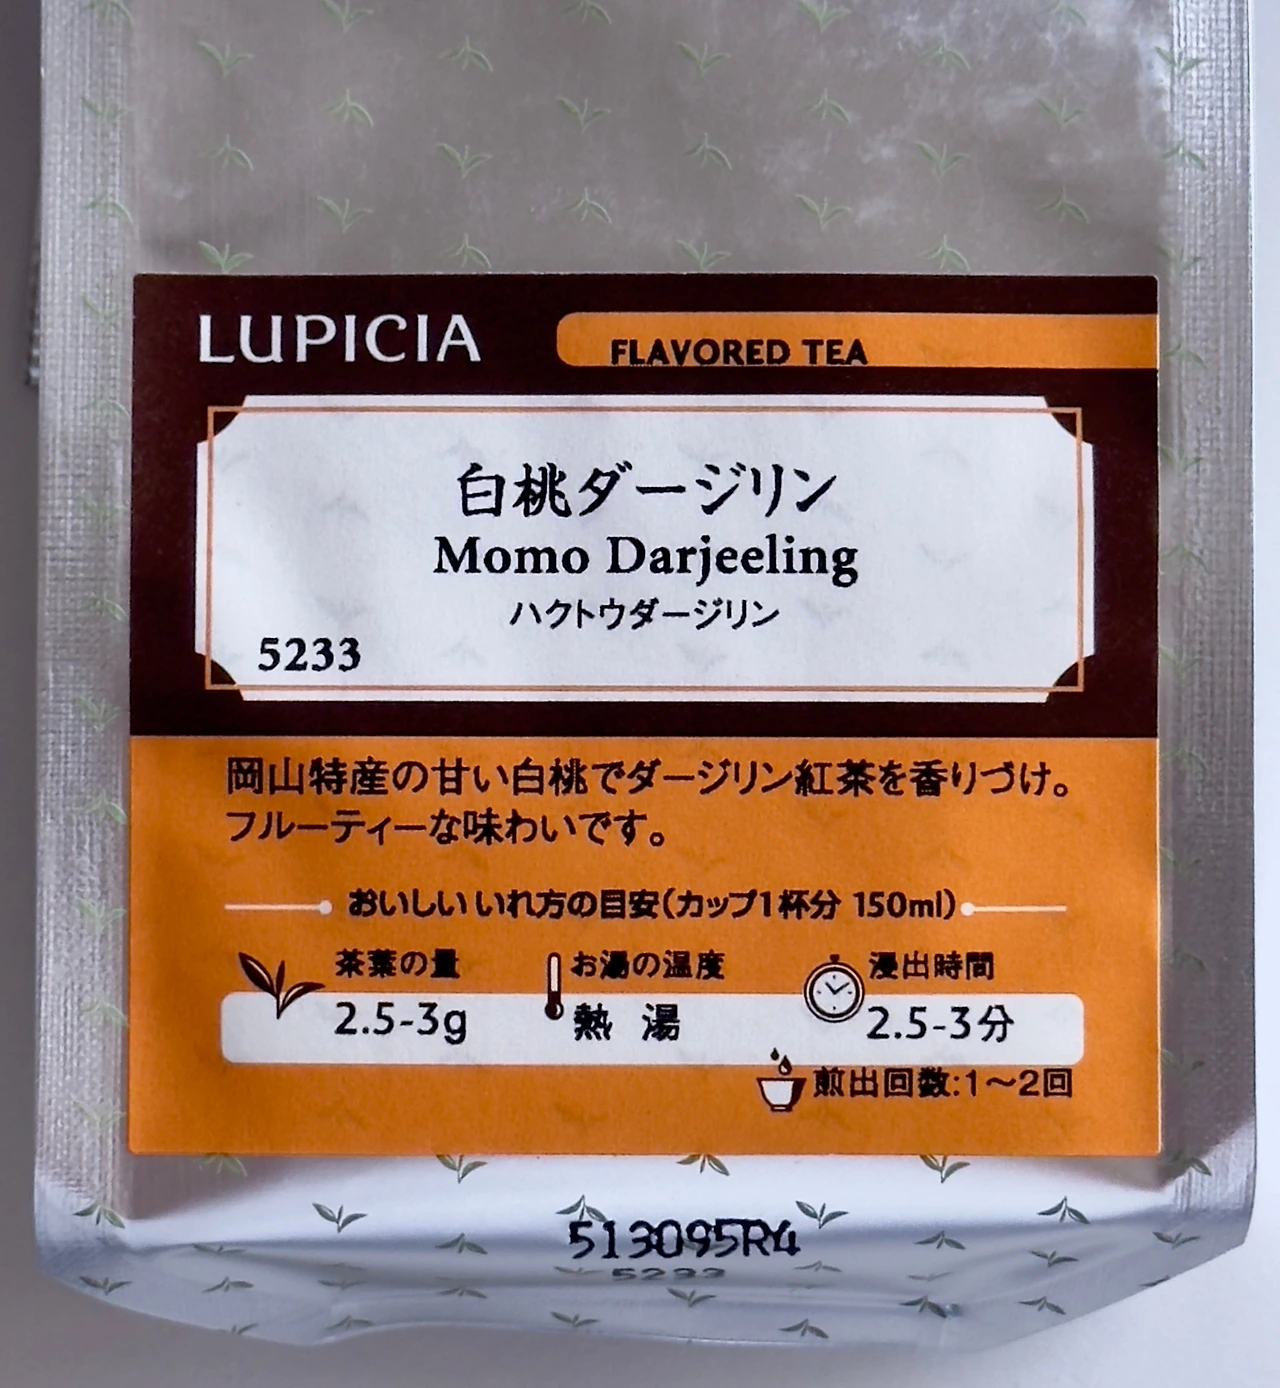 LUPICIA
FLAVORED TEA
白桃ダージリン
Momo Darjeeling
ハクトウダージリン
5233
岡山特産の甘い白桃でダージリン紅茶を香りづけ。
フルーティーな味わいです。
おいしいいれ方の目安(カップ1杯分 150ml)
茶葉の量 お湯の温度 浸出時間
2.5-3g 熱 湯 2.5-3分
煎出回数:1〜2回
513095R4
5233